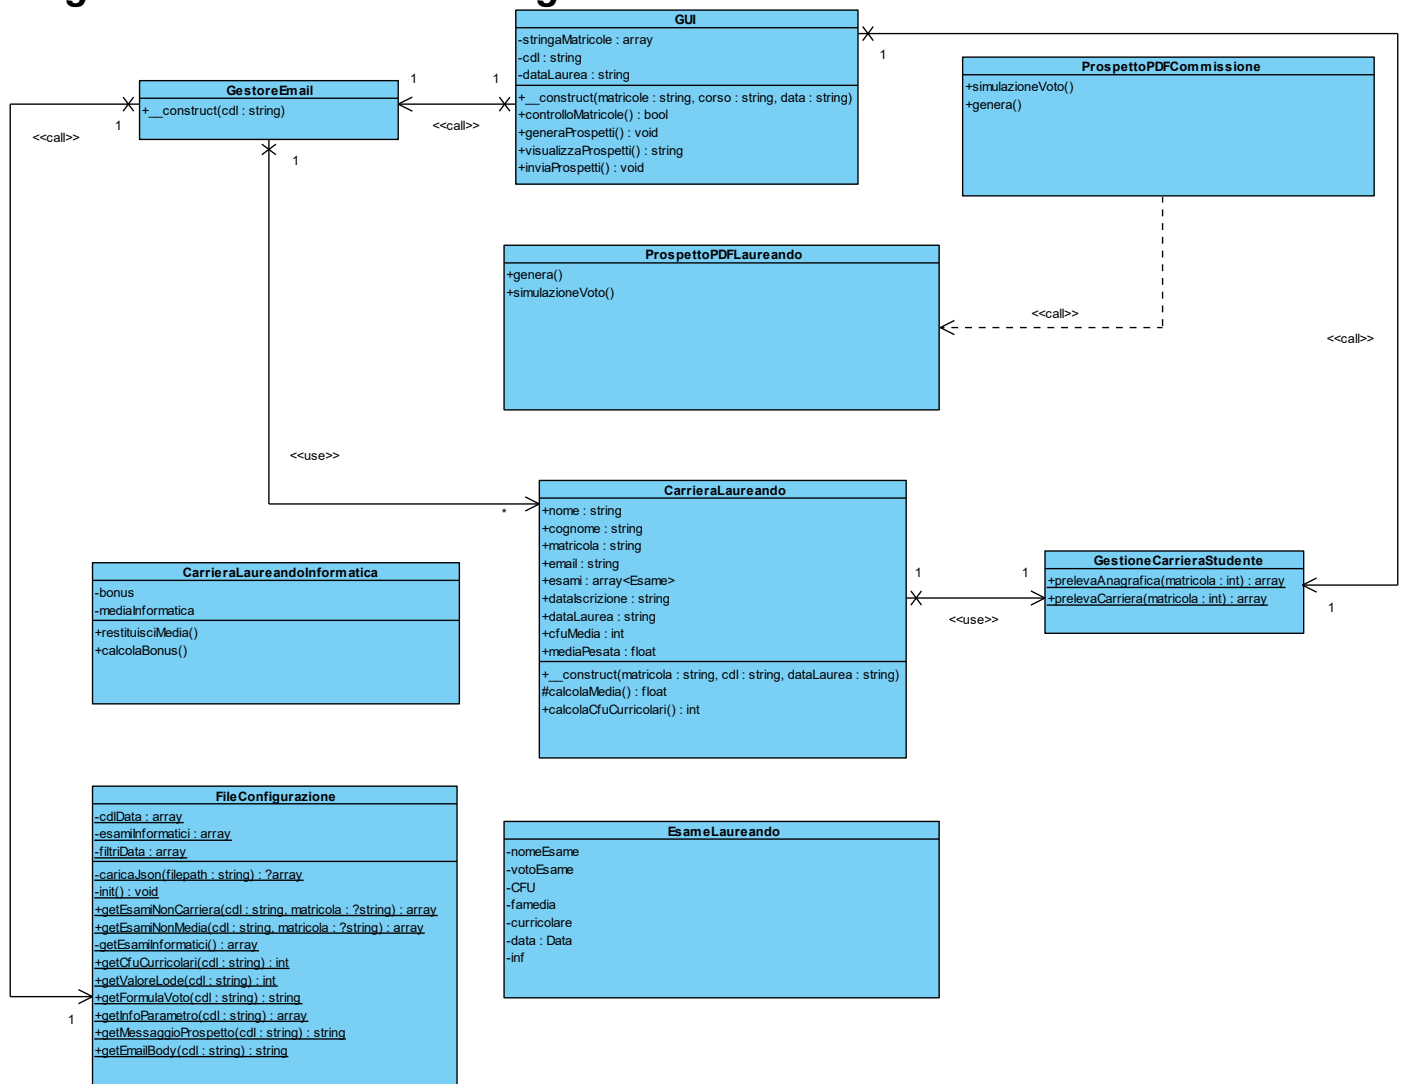 GUI
-stringaMatricole : array
-cdl : string
-dataLaurea : string
+__construct(matricole : string, corso : string, data : string)
+controlloMatricole() : bool
+generaProspetti() : void
+visualizzaProspetti() : string
+inviaProspetti() : void
1
ProspettoPDFCommissione
+simulazioneVoto()
+genera()
GestoreEmail
+__construct(cdl : string)
1
1
<<call>>
1
<<call>>
1
ProspettoPDFLaureando
+genera()
+simulazioneVoto()
<<call>>
<<call>>
<<use>>
*
CarrieraLaureando
+nome : string
+cognome : string
+matricola : string
+email : string
+esami : array<Esame>
+dataIscrizione : string
+dataLaurea : string
+cfuMedia : int
+mediaPesata : float
+__construct(matricola : string, cdl : string, dataLaurea : string)
#calcolaMedia() : float
+calcolaCfuCurricolari() : int
1
1
<<use>>
GestioneCarrieraStudente
+prelevaAnagrafica(matricola : int) : array
+prelevaCarriera(matricola : int) : array
1
CarrieraLaureandoInformatica
-bonus
-mediaInformatica
+restituisciMedia()
+calcolaBonus()
FileConfigurazione
-cdlData : array
-esamiInformatici : array
-filtriData : array
-caricaJson(filepath : string) : ?array
-init() : void
+getEsamiNonCarriera(cdl : string, matricola : ?string) : array
+getEsamiNonMedia(cdl : string, matricola : ?string) : array
-getEsamiInformatici() : array
+getCfuCurricolari(cdl : string) : int
+getValoreLode(cdl : string) : int
+getFormulaVoto(cdl : string) : string
+getInfoParametro(cdl : string) : array
+getMessaggioProspetto(cdl : string) : string
+getEmailBody(cdl : string) : string
1
EsameLaureando
-nomeEsame
-votoEsame
-CFU
-famedia
-curricolare
-data : Data
-inf